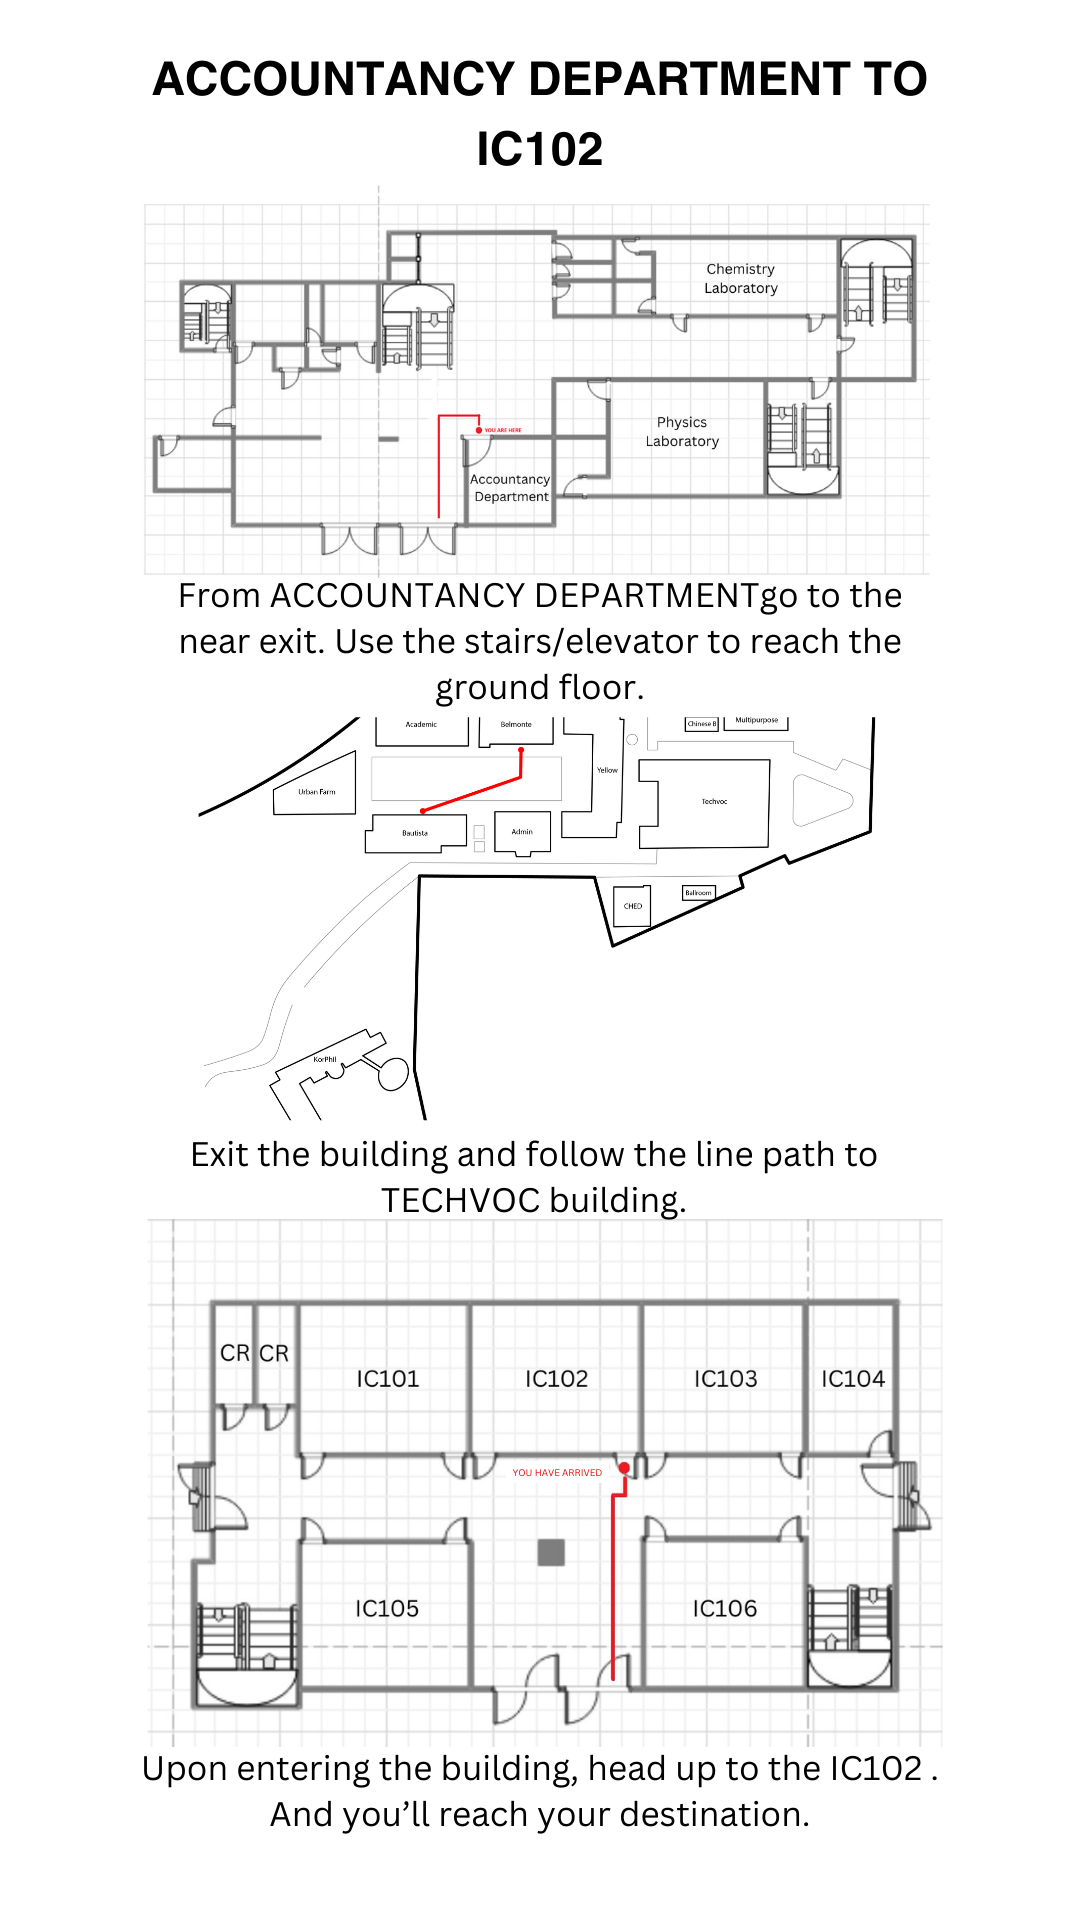 ACCOUNTANCY DEPARTMENT TO
IC102
Chemistry
Laboratory
Physics
Laboratory
YOU ARE HERE
Accountancy
Department
From ACCOUNTANCY DEPARTMENTgo to the
near exit. Use the stairs/elevator to reach the
ground floor.
Academic
Belmonte
Chinese B
Multipurpose
Urban Farm
Yellow
Techvoc
Bautista
Admin
CHED
Ballroom
KorPhil
Exit the building and follow the line path to
TECHVOC building.
CR
CR
IC101
IC102
IC103
IC104
YOU HAVE ARRIVED
IC105
IC106
Upon entering the building, head up to the IC102 .
And you’ll reach your destination.